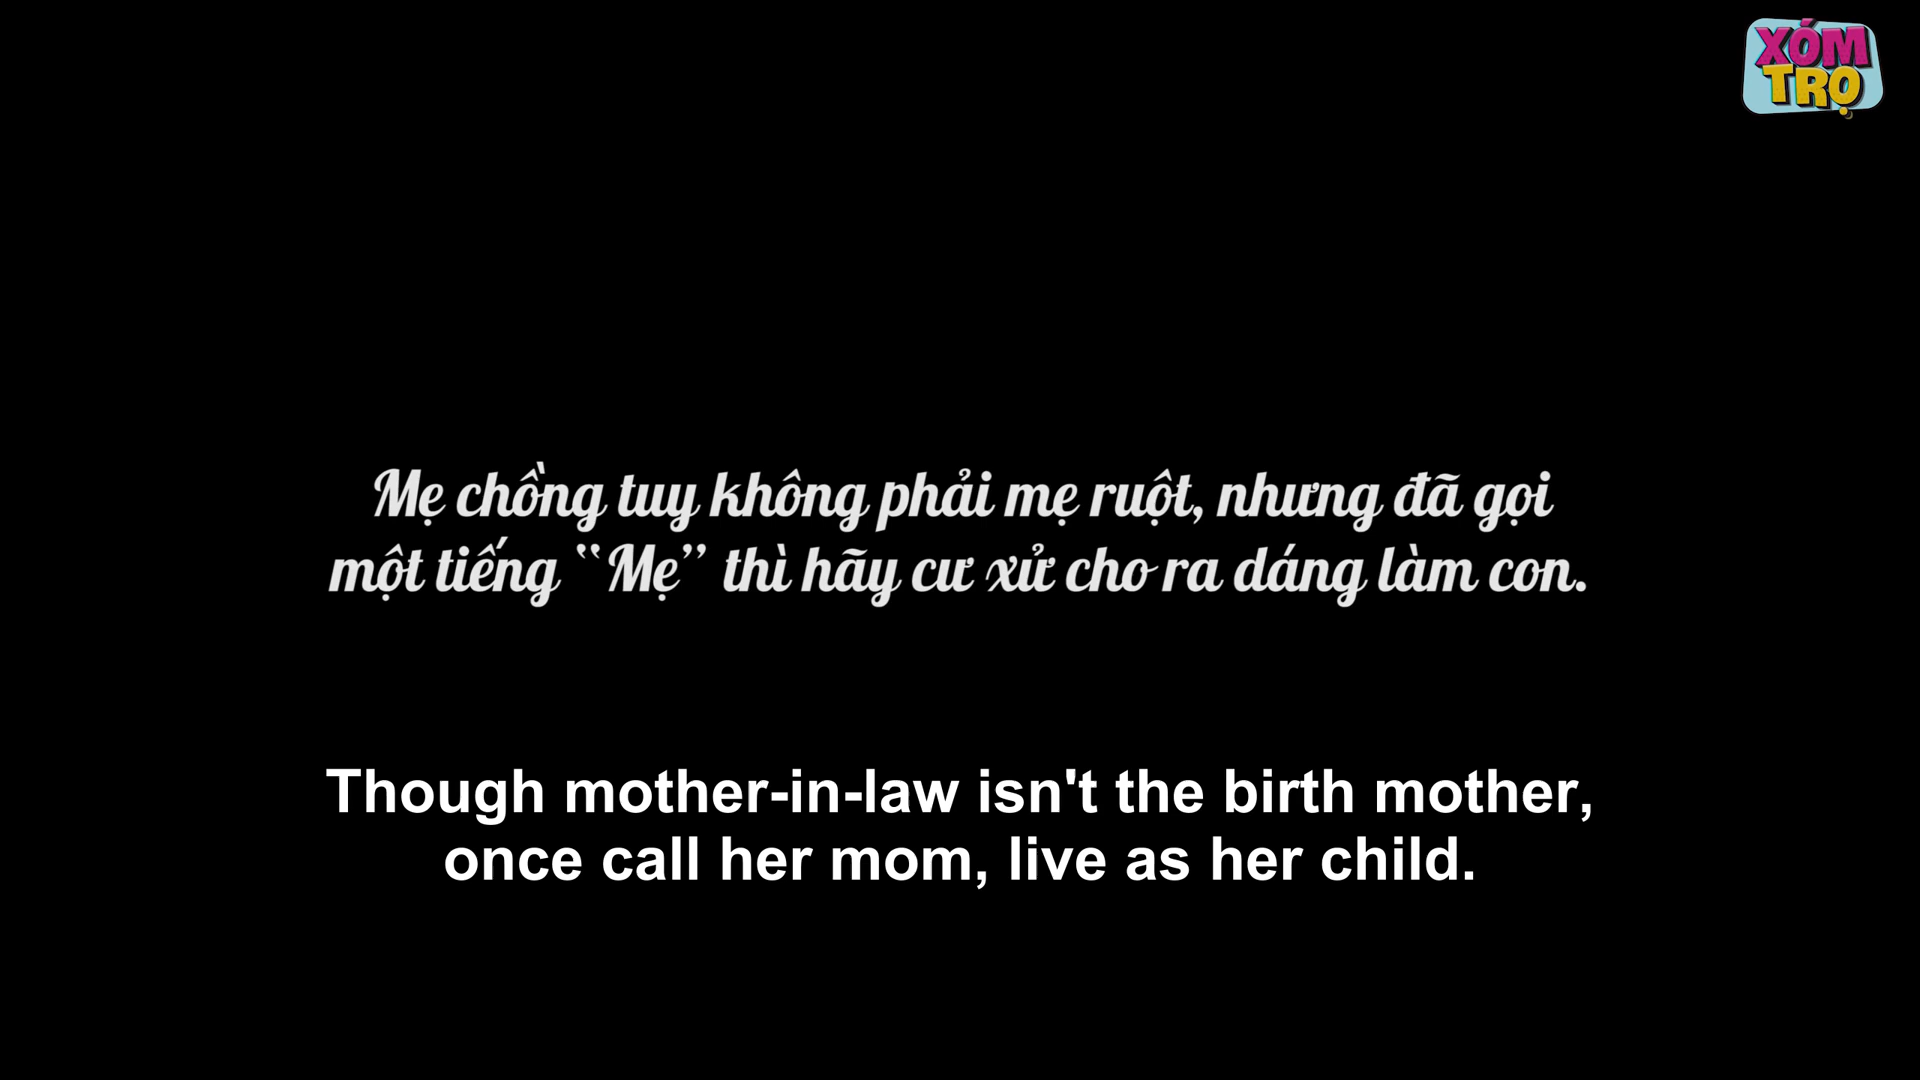 XÓM
TRỌ
Mẹ chồng tuy không phải mẹ ruột, nhưng đã gọi
một tiếng “Mẹ” thì hãy cư xử cho ra dáng làm con.
Though mother-in-law isn't the birth mother,
once call her mom, live as her child.